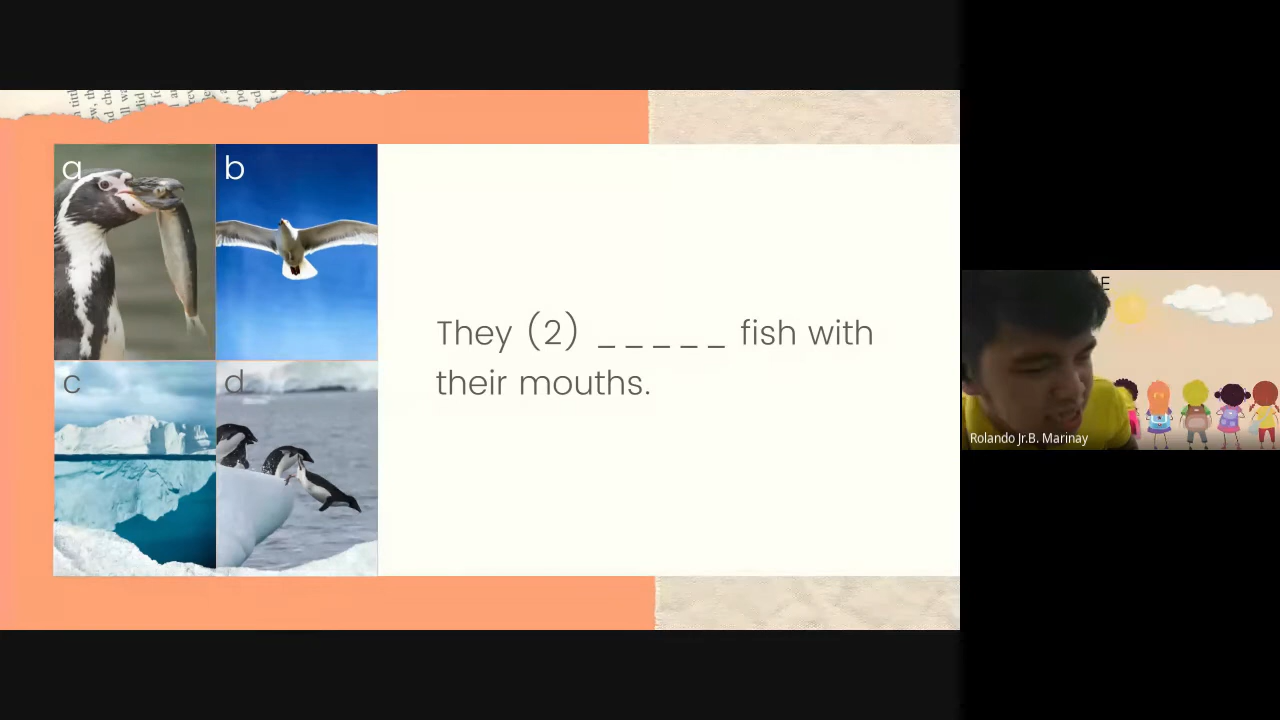 a
b
c
d
They (2) _ _ _ _ _ fish with
their mouths.
E
Rolando Jr.B. Marinay